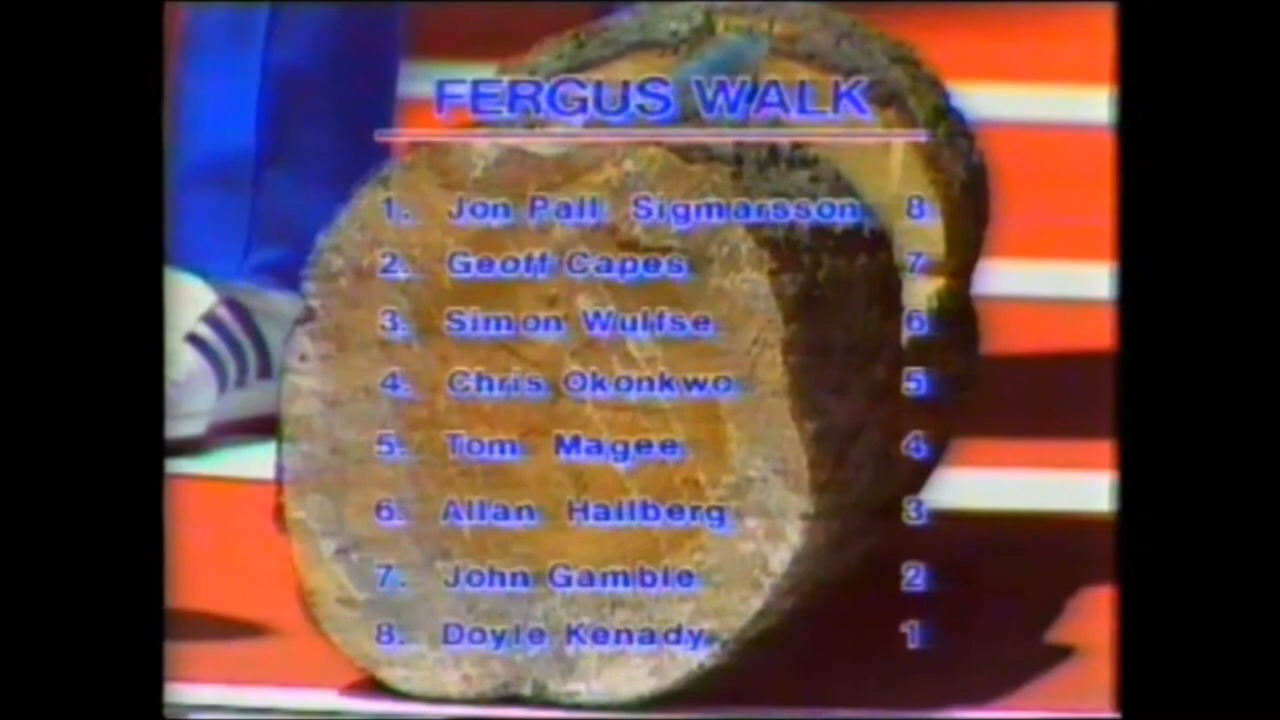 FERGUS WALK
1. Jon Pall Sigmarsson 8
2. Geoff Capes 7
3. Simon Wulfse 6
4. Chris Okonkwo 5
5. Tom Magee 4
6. Allan Hallberg 3
7. John Gamble 2
8. Doyle Kenady 1